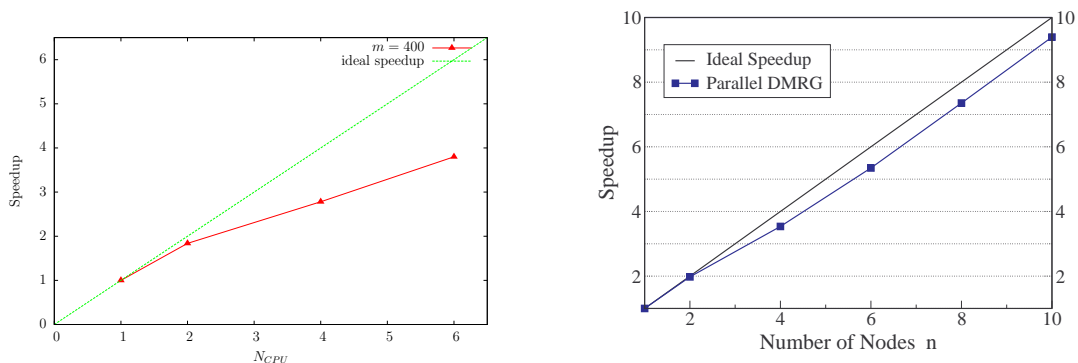 6
5
4
3
2
1
0
Speedup
0 1 2 3 4 5 6
N_CPU
m = 400
ideal speedup
10
8
6
4
2
Speedup
Ideal Speedup
Parallel DMRG
10
8
6
4
2
2 4 6 8 10
Number of Nodes n